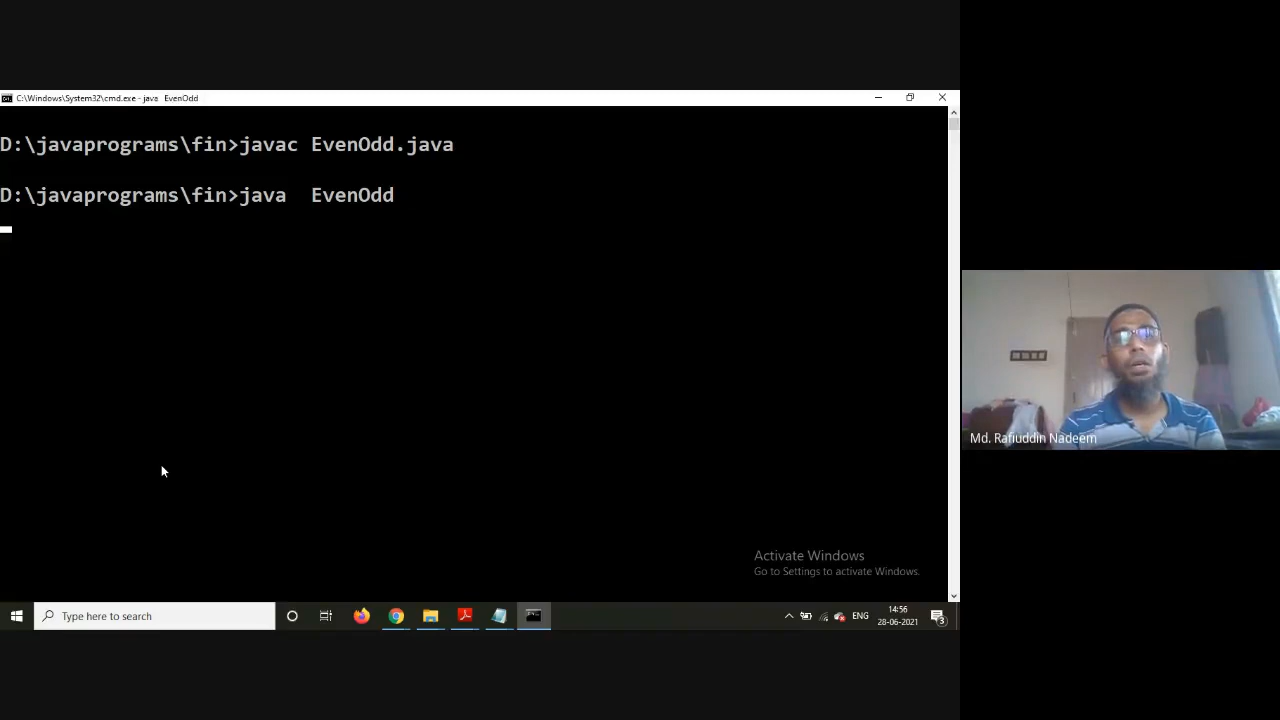 C:\Windows\System32\cmd.exe - java  EvenOdd
D:\javaprograms\fin>javac EvenOdd.java
D:\javaprograms\fin>java  EvenOdd
Md. Rafiuddin Nadeem
Activate Windows
Go to Settings to activate Windows.
Type here to search
ENG
14:56
28-06-2021
3